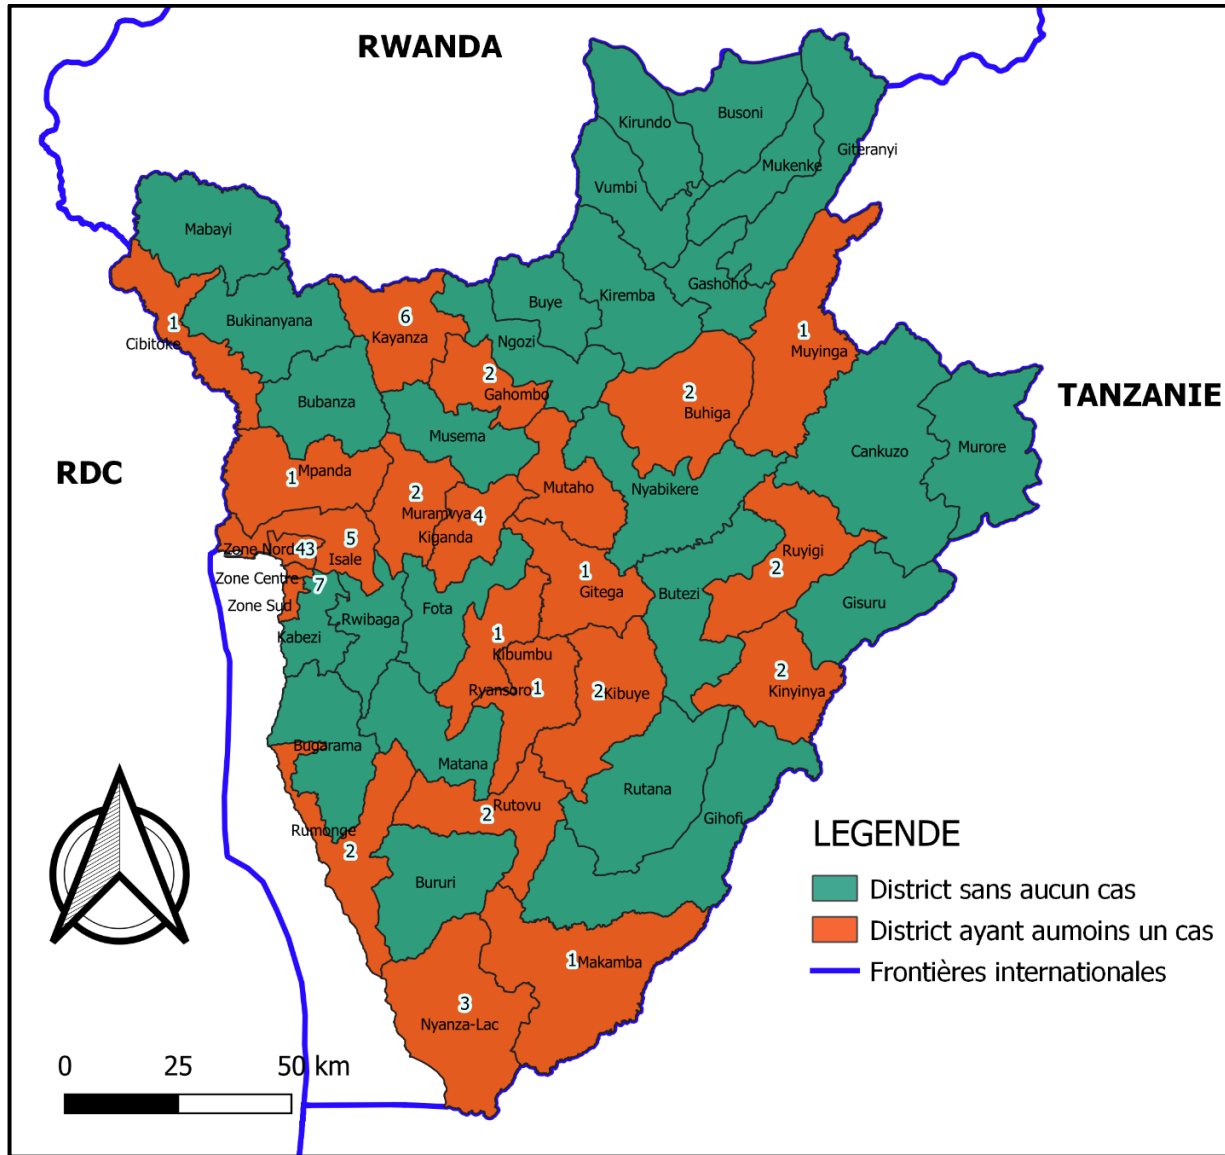 RWANDA
Kirundo
Busoni
Giteranyi
Mukenke
Vumbi
Mabayi
Gashoho
Kiremba
Buye
Bukinanyana
1
Cibitoke
6
Kayanza
Ngozi
1
Muyinga
2
Gahombo
2
Buhiga
TANZANIE
Bubanza
Musema
Cankuzo
Murore
RDC
Mpanda
1
Mutaho
Nyabikere
2
Muramvya
4
Kiganda
Zone Nord
43
5
Isale
Ruyigi
2
Zone Centre
7
Zone Sud
1
Gitega
Butezi
Gisuru
Fota
Rwibaga
Kabezi
1
Kibumbu
Ryansoro
1
2
Kibuye
2
Kinyinya
Bugarama
Matana
Rutana
Gihofi
Rutovu
2
Rumonge
2
Bururi
1
Makamba
3
Nyanza-Lac
LEGENDE
District sans aucun cas
District ayant aumoins un cas
Frontières internationales
0 25 50 km